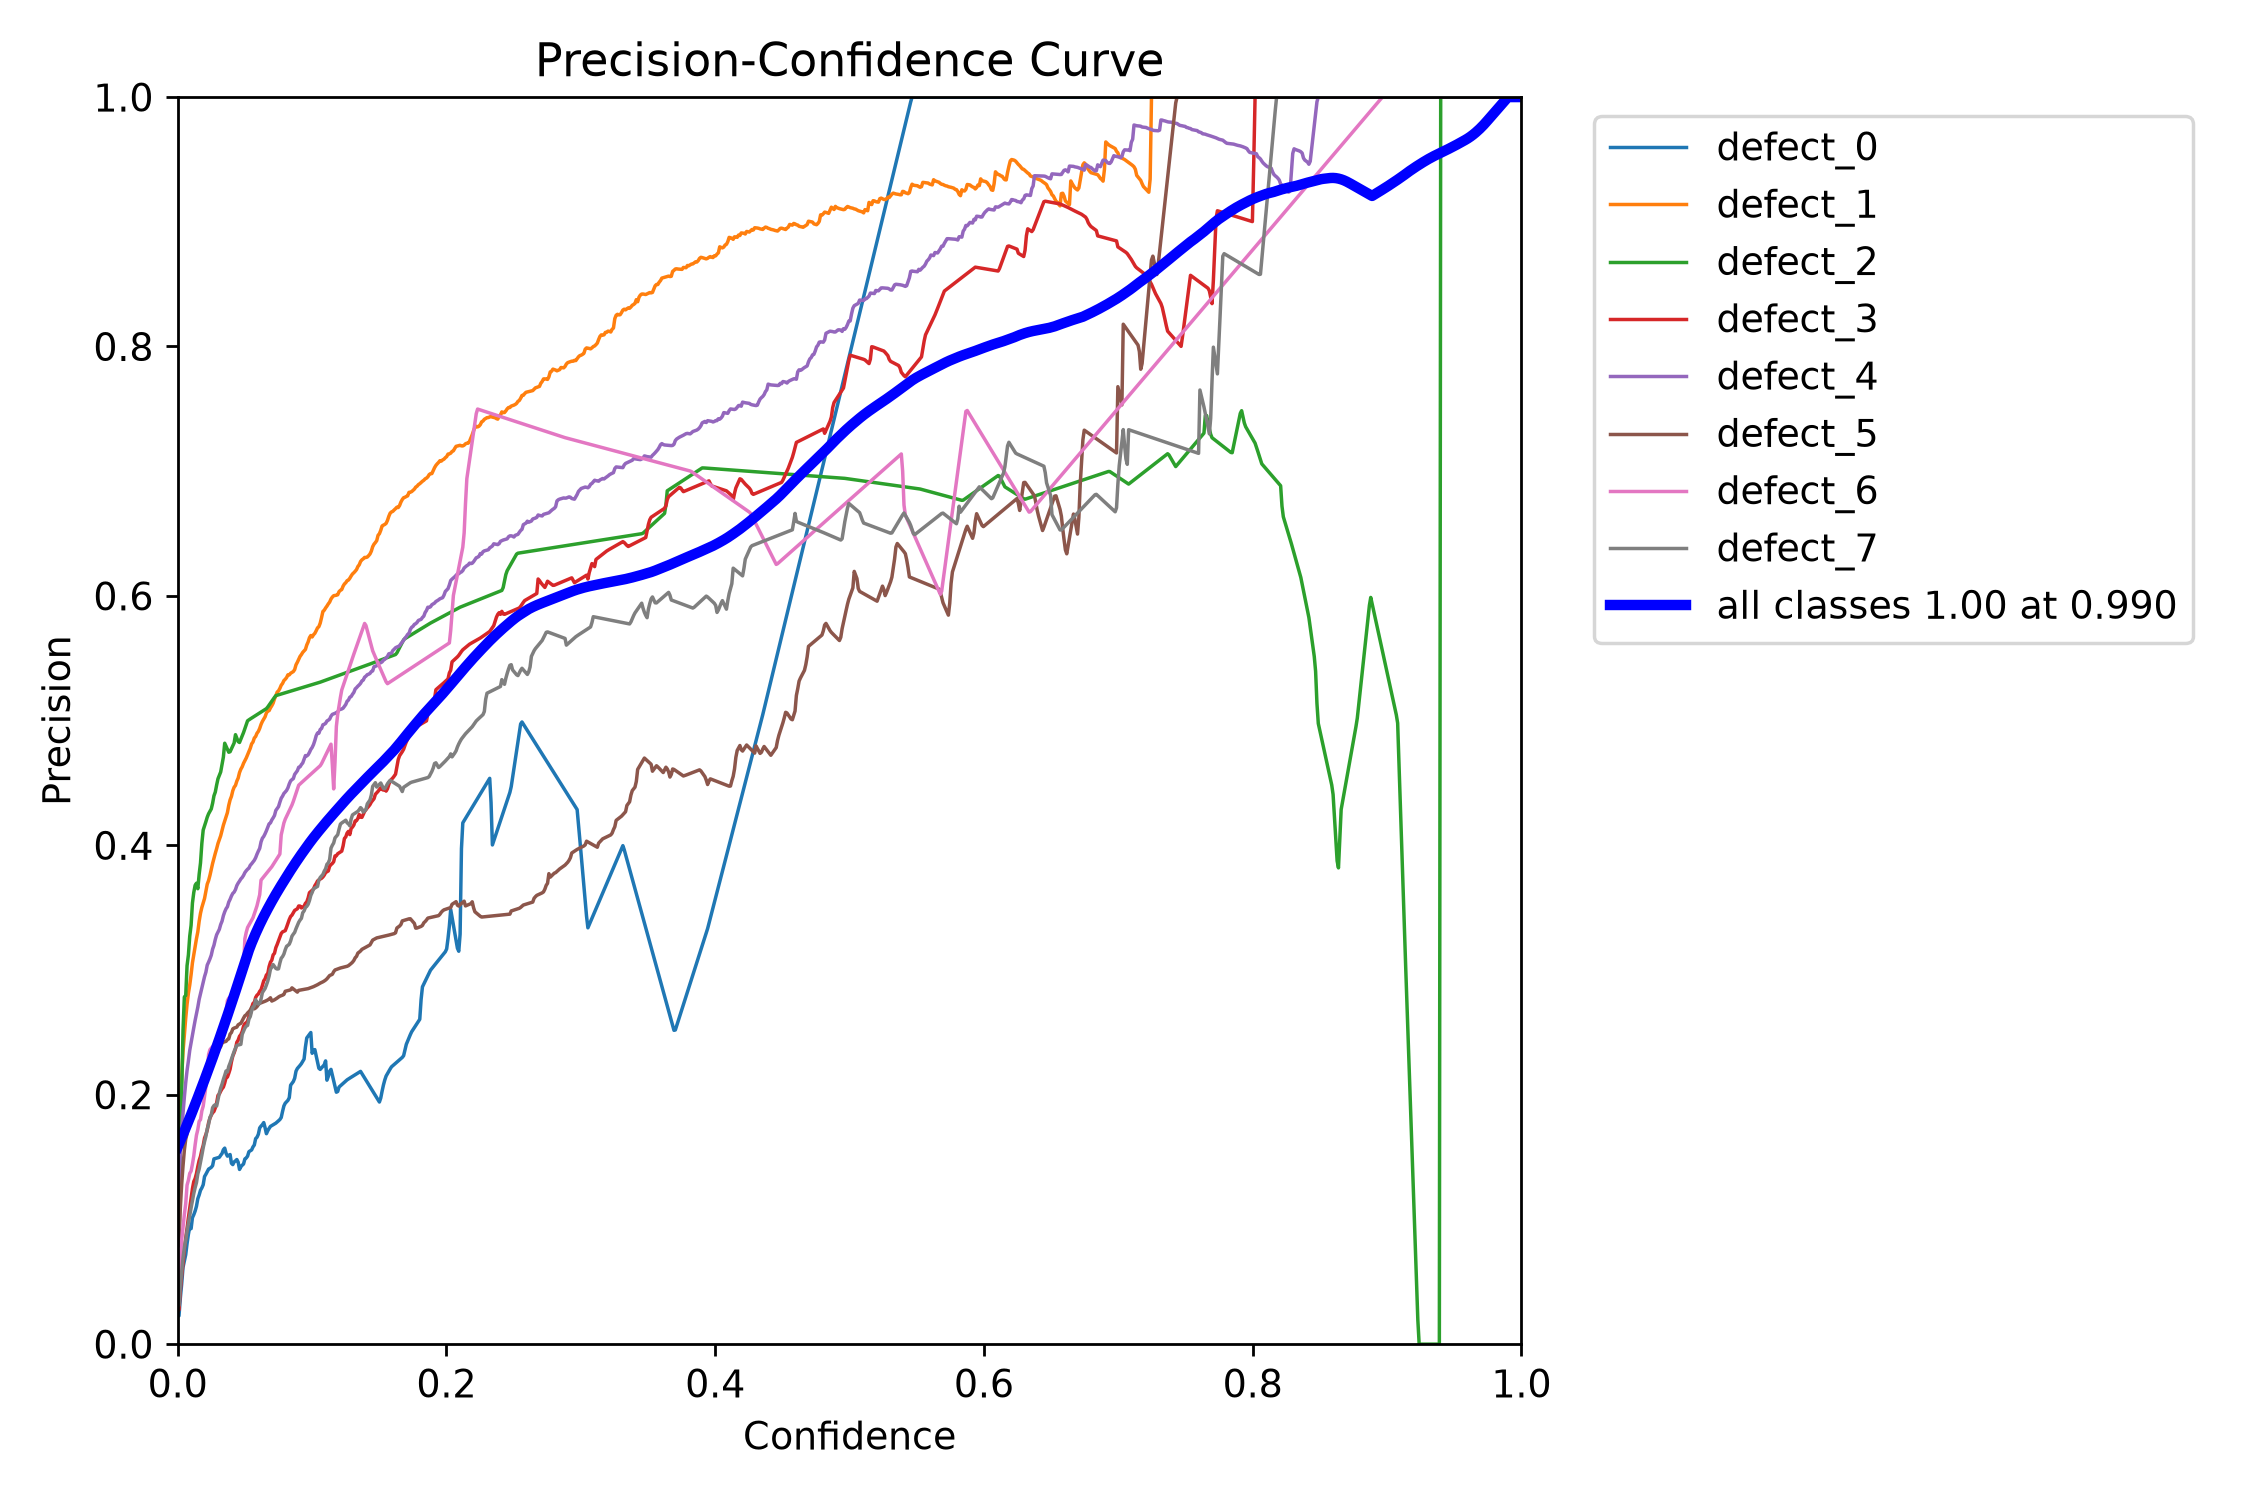 Precision-Confidence Curve
1.0
0.8
0.6
0.4
0.2
0.0
Precision
0.0 0.2 0.4 0.6 0.8 1.0
Confidence
defect_0
defect_1
defect_2
defect_3
defect_4
defect_5
defect_6
defect_7
all classes 1.00 at 0.990